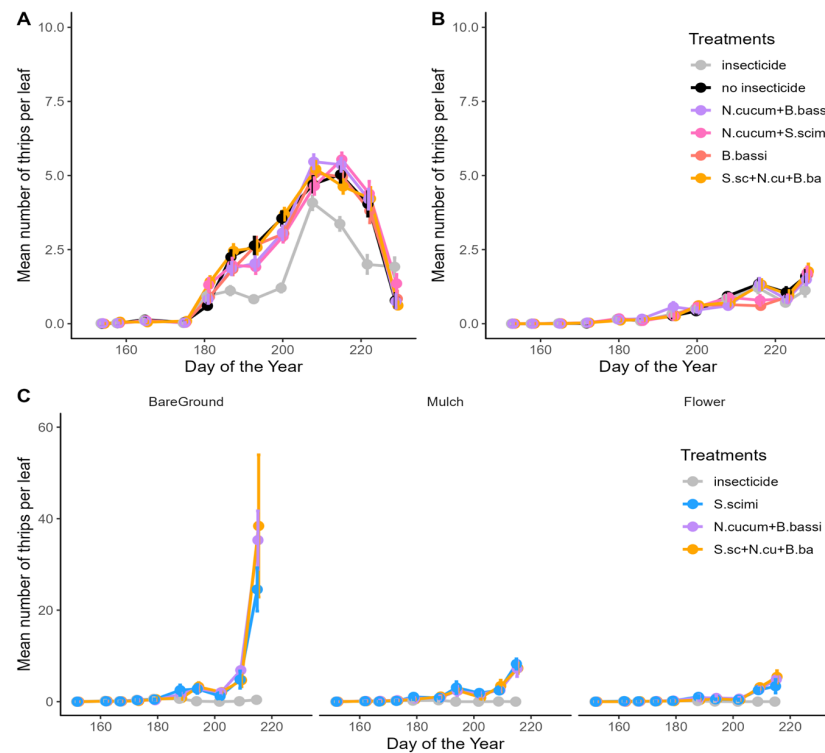 A
10.0
7.5
5.0
2.5
0.0
Mean number of thrips per leaf
160
180
200
220
Day of the Year
B
10.0
7.5
5.0
2.5
0.0
Mean number of thrips per leaf
160
180
200
220
Day of the Year
Treatments
insecticide
no insecticide
N.cucum+B.bass
N.cucum+S.scim
B.bassi
S.sc+N.cu+B.ba
C
BareGround
Mulch
Flower
60
40
20
0
Mean number of thrips per leaf
160
180
200
220
160
180
200
220
160
180
200
220
Day of the Year
Treatments
insecticide
S.scimi
N.cucum+B.bassi
S.sc+N.cu+B.ba